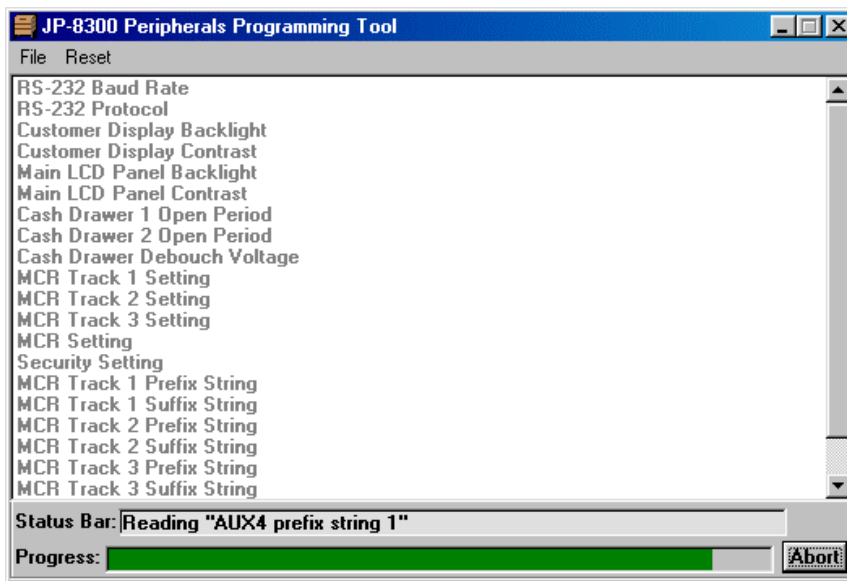 JP-8300 Peripherals Programming Tool
File Reset
RS-232 Baud Rate
RS-232 Protocol
Customer Display Backlight
Customer Display Contrast
Main LCD Panel Backlight
Main LCD Panel Contrast
Cash Drawer 1 Open Period
Cash Drawer 2 Open Period
Cash Drawer Debouch Voltage
MCR Track 1 Setting
MCR Track 2 Setting
MCR Track 3 Setting
MCR Setting
Security Setting
MCR Track 1 Prefix String
MCR Track 1 Suffix String
MCR Track 2 Prefix String
MCR Track 2 Suffix String
MCR Track 3 Prefix String
MCR Track 3 Suffix String
Status Bar: Reading "AUX4 prefix string 1"
Progress: Abort